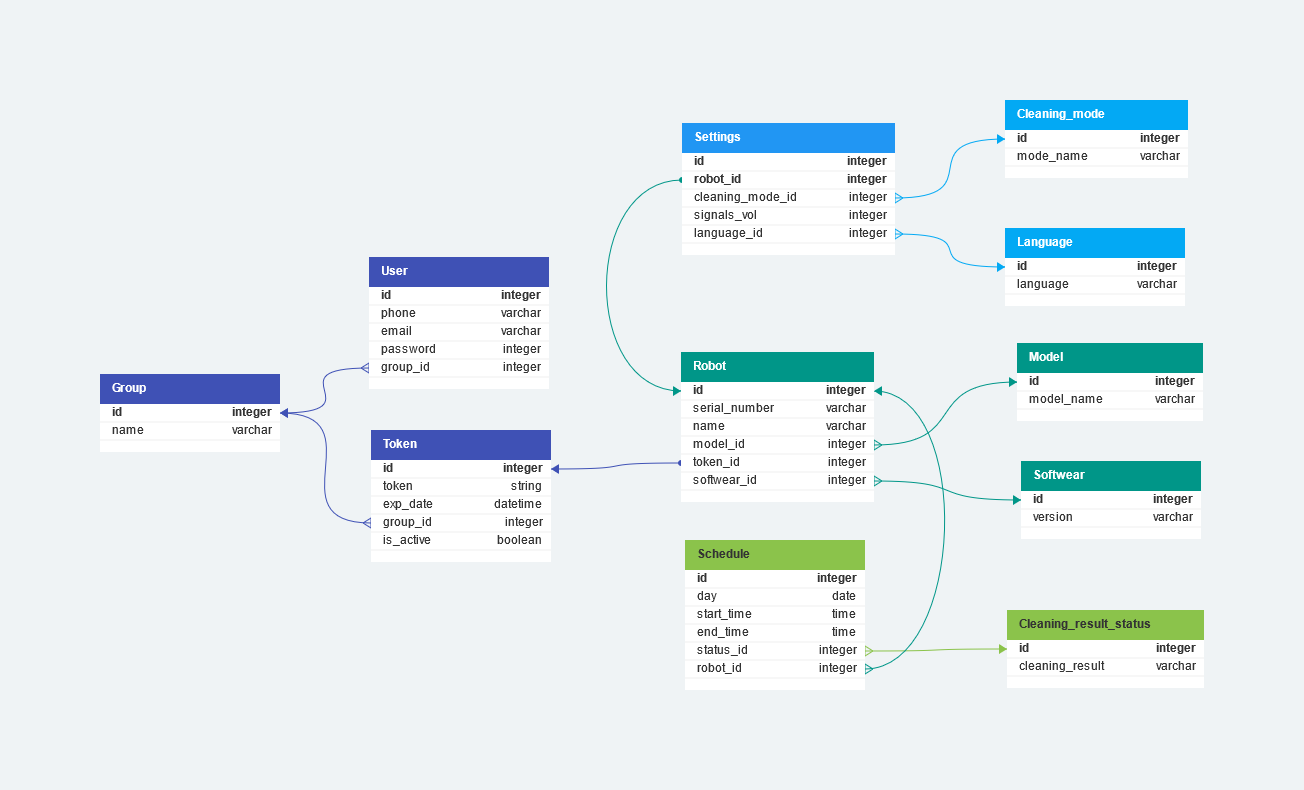 Group
id integer
name varchar
User
id integer
phone varchar
email varchar
password integer
group_id integer
Token
id integer
token string
exp_date datetime
group_id integer
is_active boolean
Settings
id integer
robot_id integer
cleaning_mode_id integer
signals_vol integer
language_id integer
Robot
id integer
serial_number varchar
name varchar
model_id integer
token_id integer
softwear_id integer
Schedule
id integer
day date
start_time time
end_time time
status_id integer
robot_id integer
Cleaning_mode
id integer
mode_name varchar
Language
id integer
language varchar
Model
id integer
model_name varchar
Softwear
id integer
version varchar
Cleaning_result_status
id integer
cleaning_result varchar